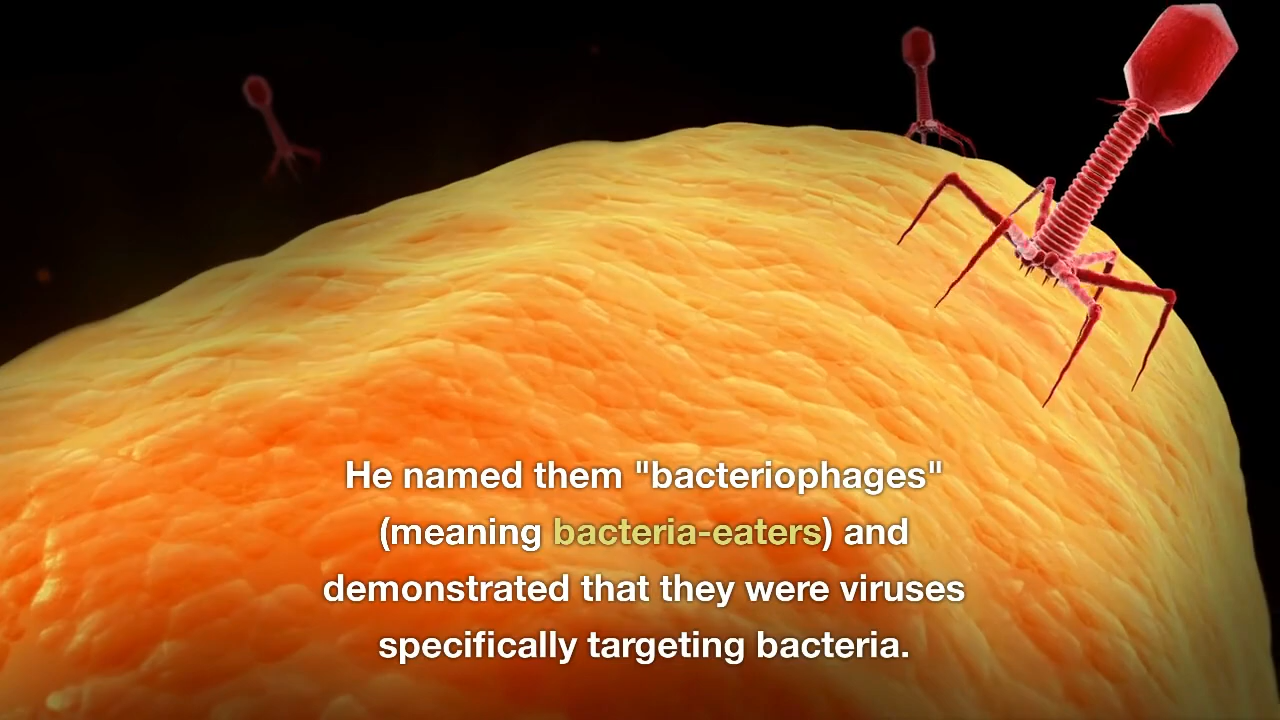 He named them "bacteriophages"
(meaning bacteria-eaters) and
demonstrated that they were viruses
specifically targeting bacteria.